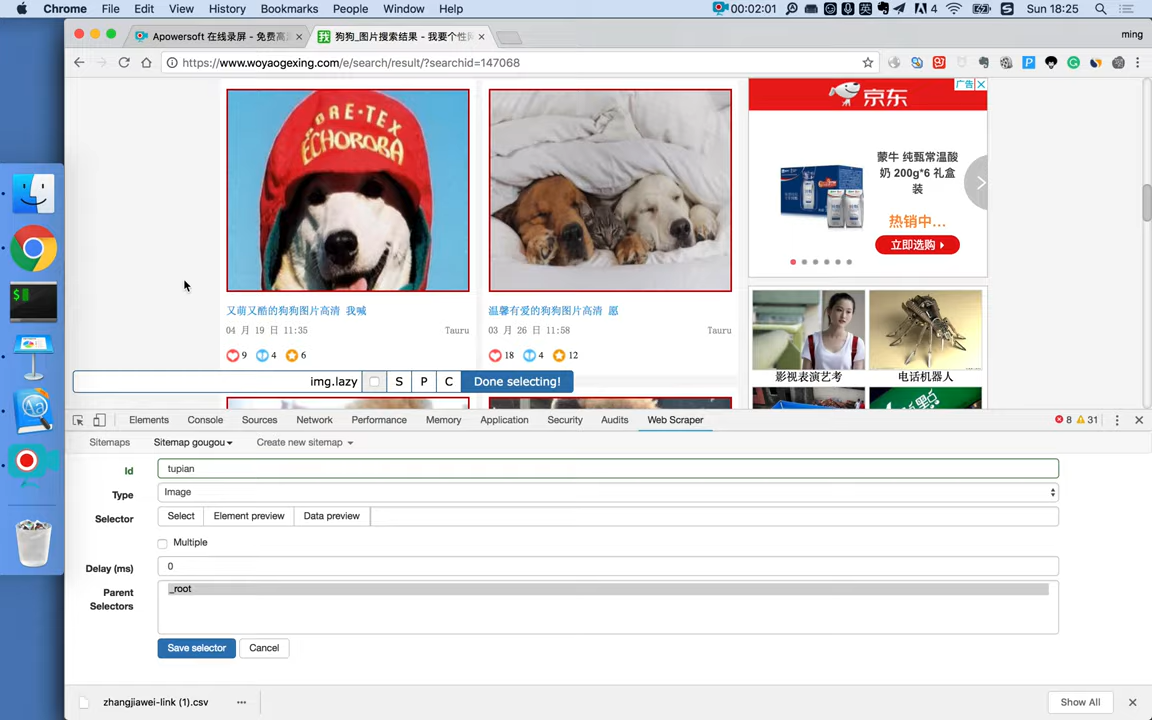 Chrome File Edit View History Bookmarks People Window Help 00:02:01 英 4 Sun 18:25
Apowersoft 在线录屏 - 免费高 狗狗_图片搜索结果 - 我要个性 ming
https://www.woyaogexing.com/e/search/result/?searchid=147068
广告
京东
GORE-TEX
ECHOROBA
蒙牛 纯甄常温酸
奶 200g*6 礼盒
装
热销中...
立即选购
又萌又酷的狗狗图片高清 我喊 温馨有爱的狗狗图片高清 愿
04 月 19 日 11:35 Tauru 03 月 26 日 11:58 Tauru
9 4 6 18 4 12
影视表演艺考 电话机器人
img.lazy S P C Done selecting!
Elements Console Sources Network Performance Memory Application Security Audits Web Scraper 8 31
Sitemaps Sitemap gougou Create new sitemap
Id tupian
Type Image
Selector Select Element preview Data preview
Multiple
Delay (ms) 0
Parent Selectors _root
Save selector Cancel
zhangjiawei-link (1).csv Show All